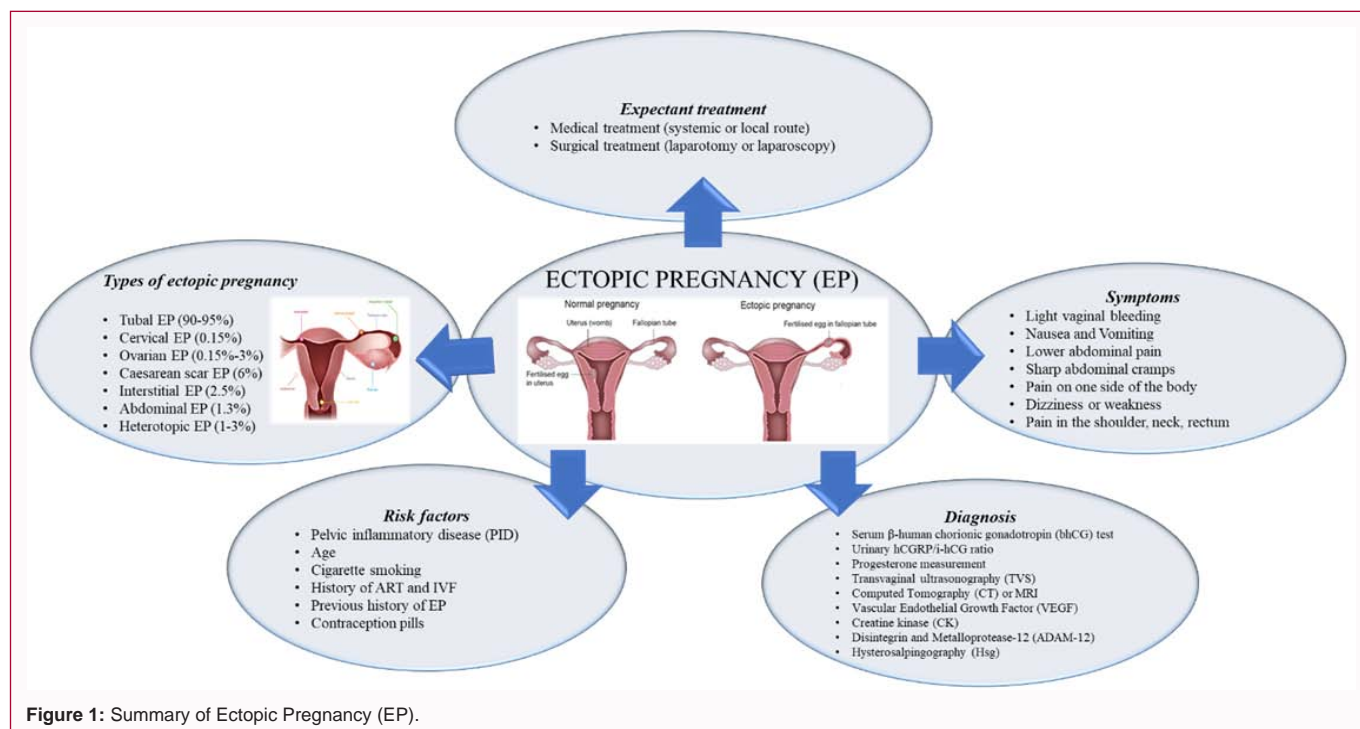 Expectant treatment
• Medical treatment (systemic or local route)
• Surgical treatment (laparotomy or laparoscopy)
Types of ectopic pregnancy
• Tubal EP (90-95%)
• Cervical EP (0.15%)
• Ovarian EP (0.15%-3%)
• Caesarean scar EP (6%)
• Interstitial EP (2.5%)
• Abdominal EP (1.3%)
• Heterotopic EP (1-3%)
ECTOPIC PREGNANCY (EP)
Normal pregnancy
Uterus (womb)
Fallopian tube
Fertilised egg
in uterus
Ectopic pregnancy
Fertilised egg in fallopian tube
Symptoms
• Light vaginal bleeding
• Nausea and Vomiting
• Lower abdominal pain
• Sharp abdominal cramps
• Pain on one side of the body
• Dizziness or weakness
• Pain in the shoulder, neck, rectum
Risk factors
• Pelvic inflammatory disease (PID)
• Age
• Cigarette smoking
• History of ART and IVF
• Previous history of EP
• Contraception pills
Diagnosis
• Serum β-human chorionic gonadotropin (bhCG) test
• Urinary hCGRP/i-hCG ratio
• Progesterone measurement
• Transvaginal ultrasonography (TVS)
• Computed Tomography (CT) or MRI
• Vascular Endothelial Growth Factor (VEGF)
• Creatine kinase (CK)
• Disintegrin and Metalloprotease-12 (ADAM-12)
• Hysterosalpingography (Hsg)
Figure 1: Summary of Ectopic Pregnancy (EP).